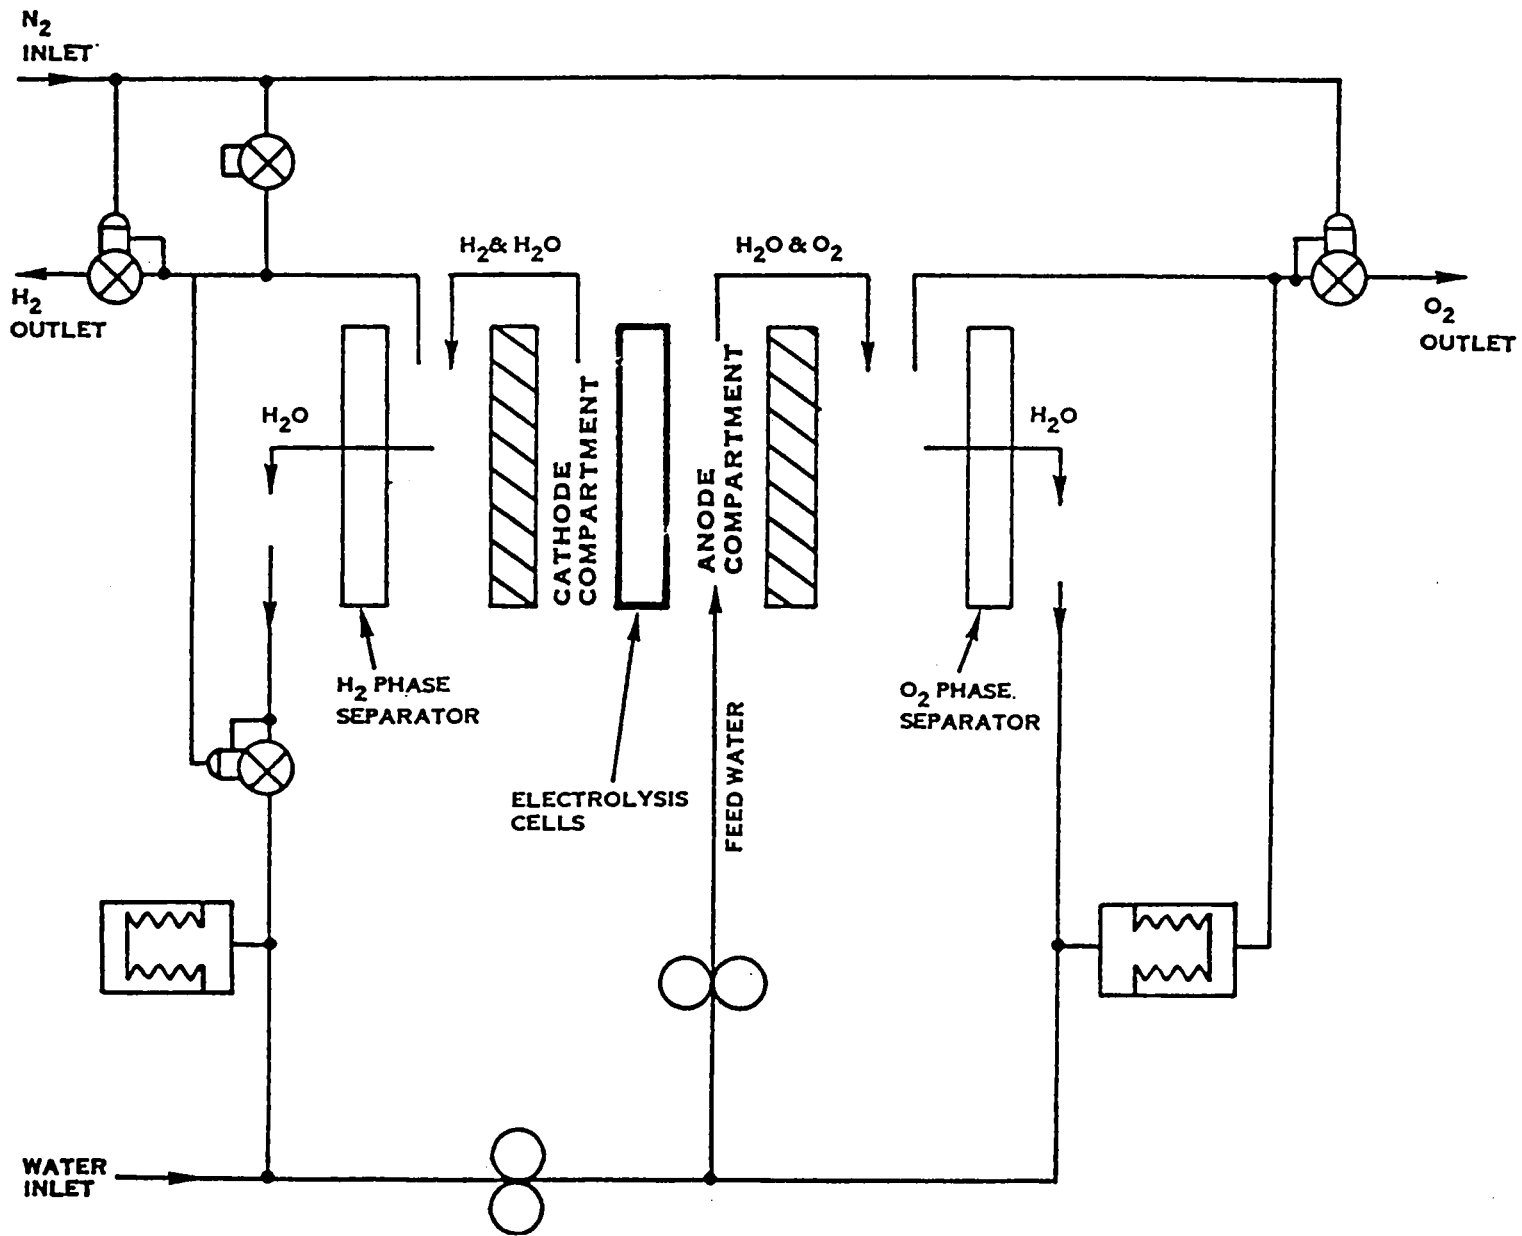 N2
INLET
H2& H2O
H2O & O2
H2
OUTLET
O2
OUTLET
H2O
H2O
CATHODE
COMPARTMENT
ANODE
COMPARTMENT
H2 PHASE
SEPARATOR
O2 PHASE.
SEPARATOR
FEED WATER
ELECTROLYSIS
CELLS
WATER
INLET